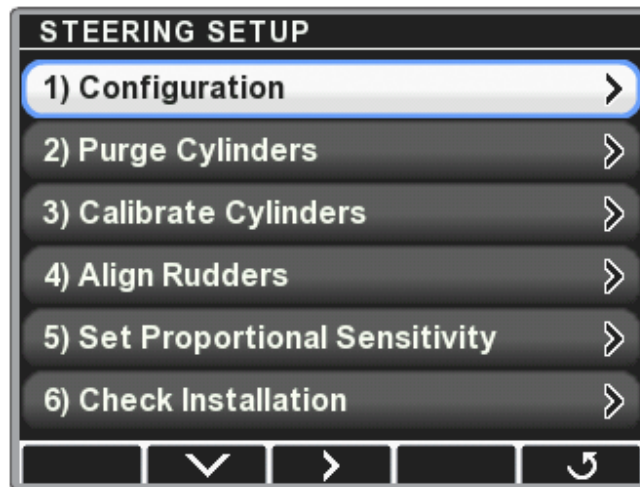 STEERING SETUP
1) Configuration
2) Purge Cylinders
3) Calibrate Cylinders
4) Align Rudders
5) Set Proportional Sensitivity
6) Check Installation